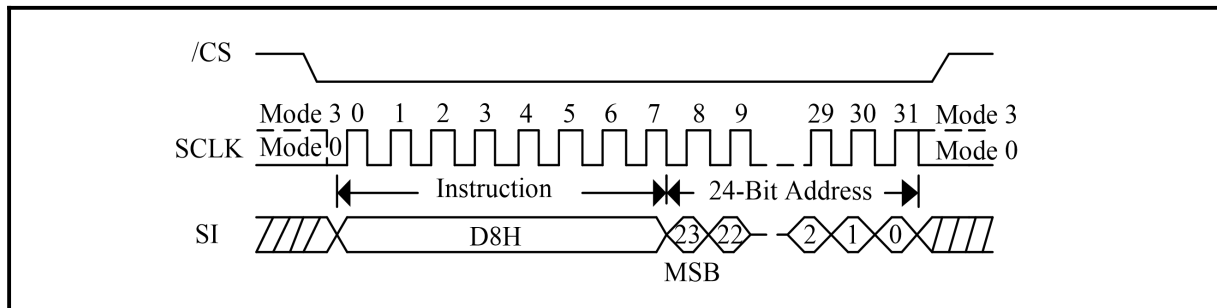 /CS
Mode 3 0 1 2 3 4 5 6 7 8 9 29 30 31 Mode 3
SCLK Mode 0 Mode 0
Instruction 24-Bit Address
SI D8H 23 22 2 1 0
MSB